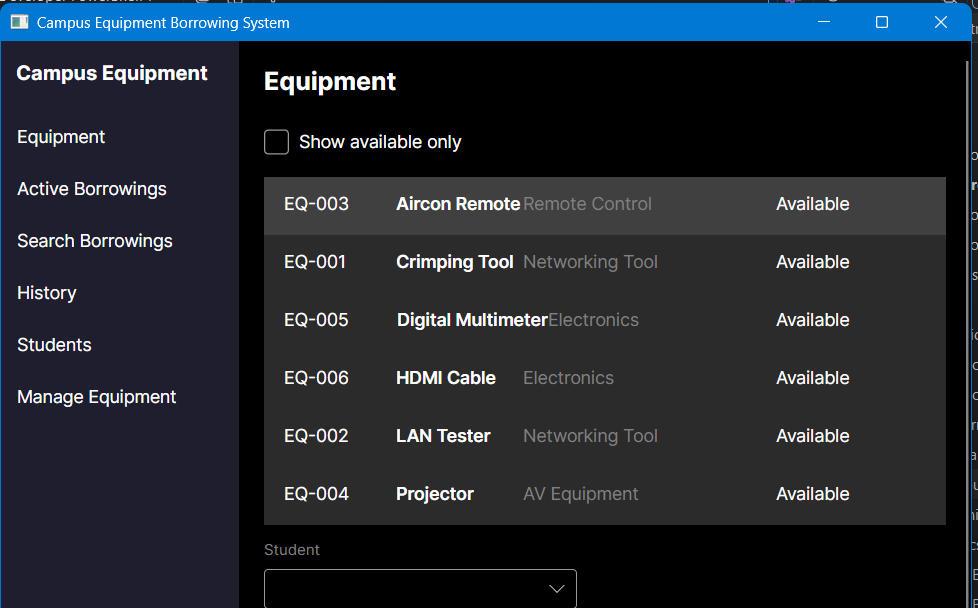 Campus Equipment Borrowing System
Campus Equipment
Equipment
Active Borrowings
Search Borrowings
History
Students
Manage Equipment
Equipment
Show available only
EQ-003 Aircon Remote Remote Control Available
EQ-001 Crimping Tool Networking Tool Available
EQ-005 Digital Multimeter Electronics Available
EQ-006 HDMI Cable Electronics Available
EQ-002 LAN Tester Networking Tool Available
EQ-004 Projector AV Equipment Available
Student